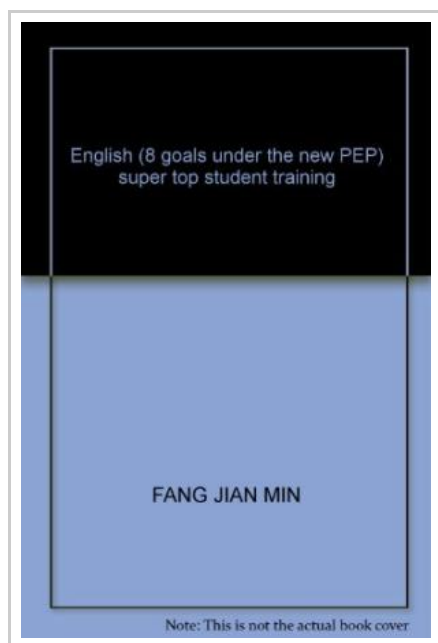 English (8 goals under the new PEP)
super top student training
FANG JIAN MIN
Note: This is not the actual book cover